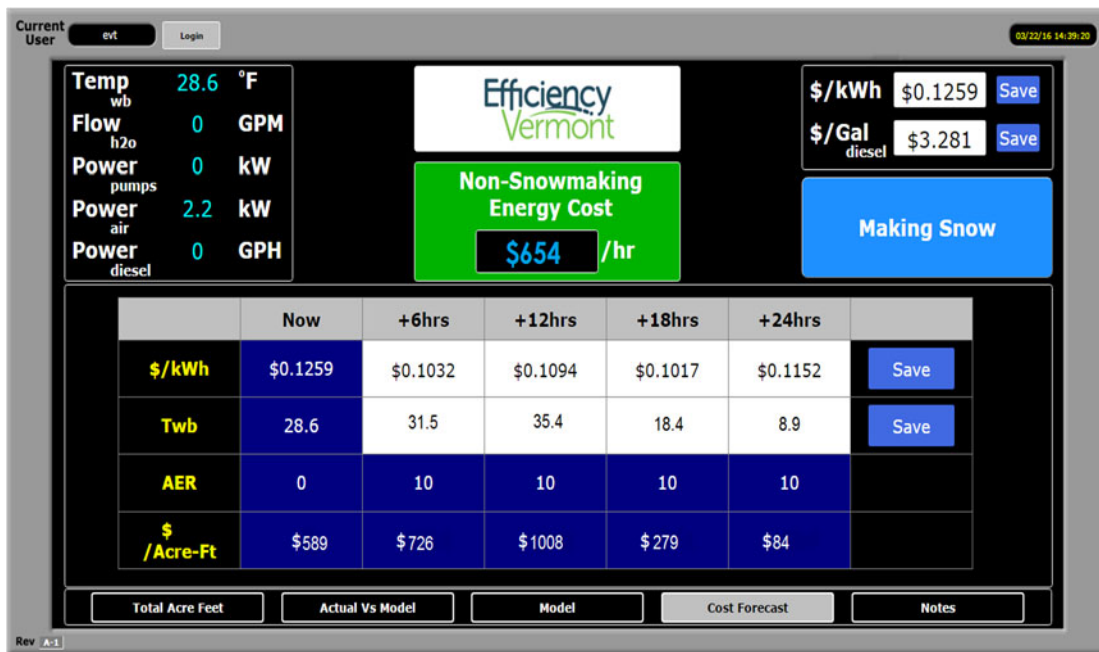 Current
User
evt
Login
03/22/16 14:39:20
Temp wb 28.6 °F
Flow h2o 0 GPM
Power pumps 0 kW
Power air 2.2 kW
Power diesel 0 GPH
Efficiency
Vermont
Non-Snowmaking
Energy Cost
$654 /hr
$/kWh $0.1259 Save
$/Gal diesel $3.281 Save
Making Snow
Now +6hrs +12hrs +18hrs +24hrs
$/kWh $0.1259 $0.1032 $0.1094 $0.1017 $0.1152 Save
Twb 28.6 31.5 35.4 18.4 8.9 Save
AER 0 10 10 10 10
$
/Acre-Ft $589 $726 $1008 $279 $84
Total Acre Feet Actual Vs Model Model Cost Forecast Notes
Rev A-1